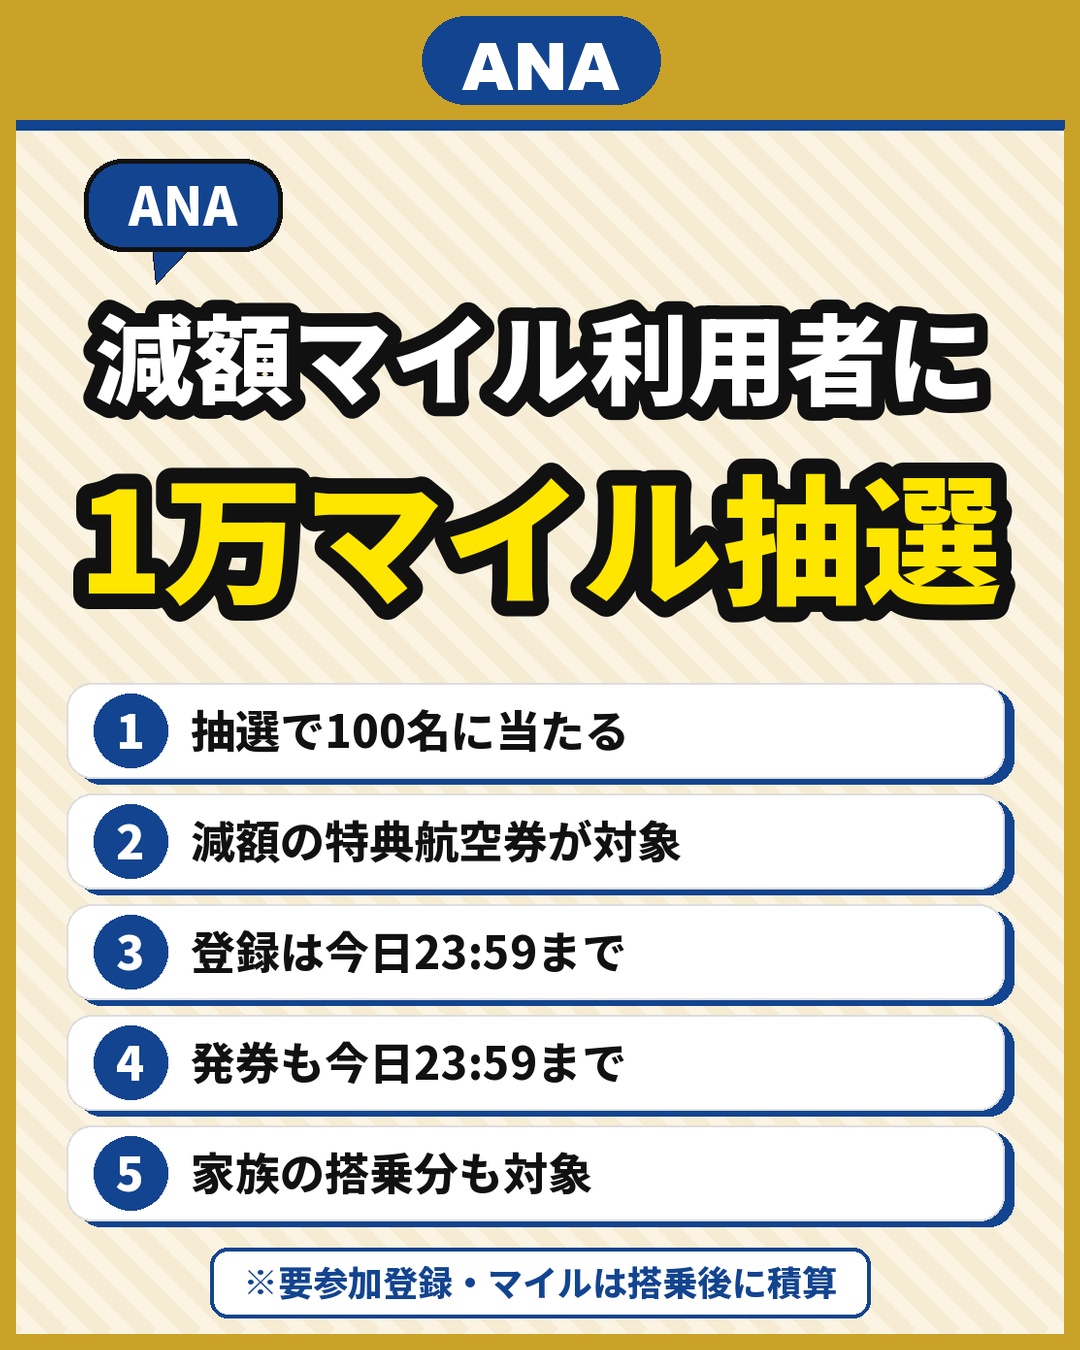 ANA
ANA
減額マイル利用者に
1万マイル抽選
1 抽選で100名に当たる
2 減額の特典航空券が対象
3 登録は今日23:59まで
4 発券も今日23:59まで
5 家族の搭乗分も対象
※要参加登録・マイルは搭乗後に積算